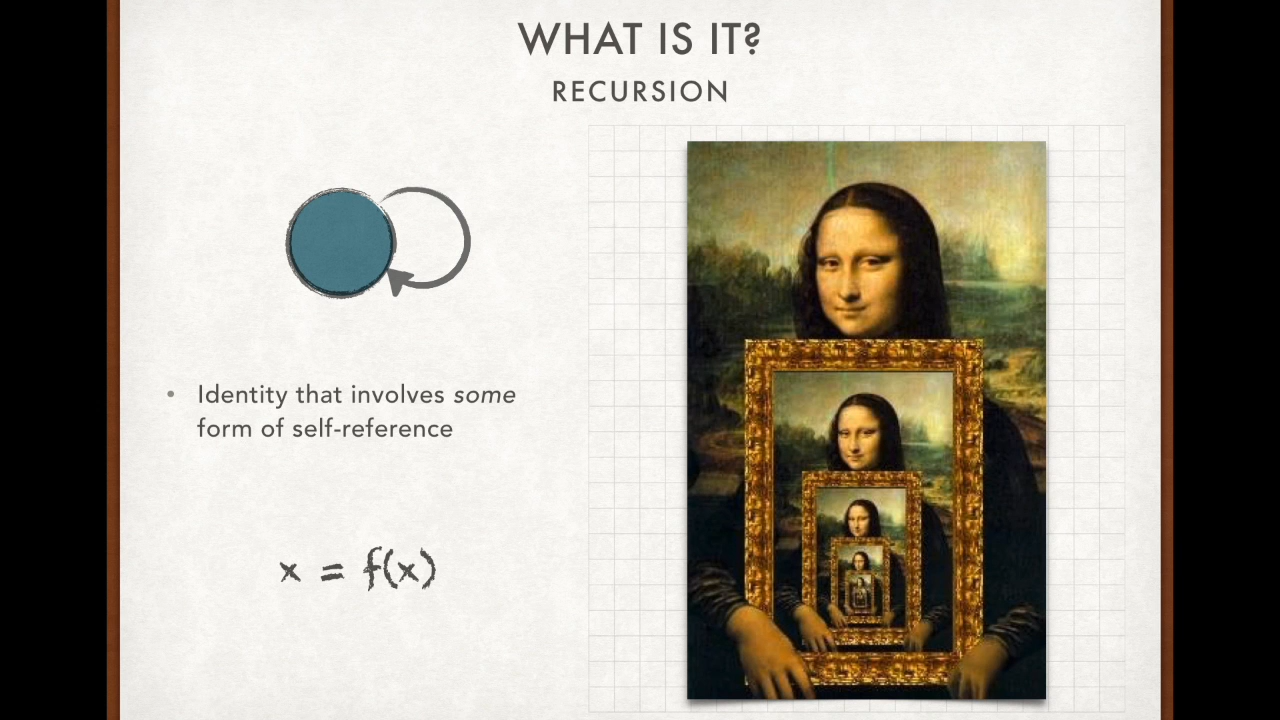 WHAT IS IT?
RECURSION
• Identity that involves some
form of self-reference
x = f(x)